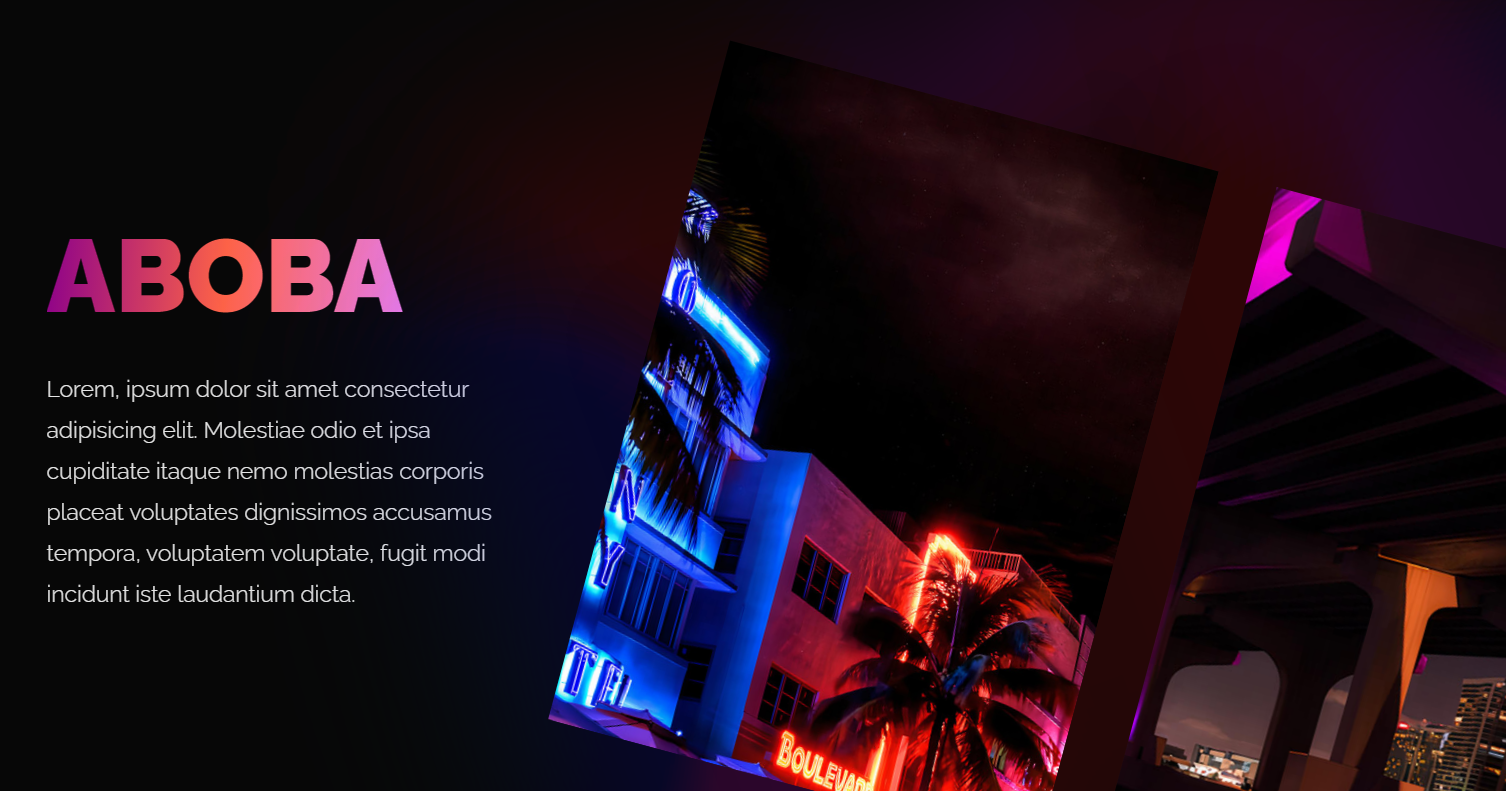 ABOBA
Lorem, ipsum dolor sit amet consectetur
adipisicing elit. Molestiae odio et ipsa
cupiditate itaque nemo molestias corporis
placeat voluptates dignissimos accusamus
tempora, voluptatem voluptate, fugit modi
incidunt iste laudantium dicta.
BOULEVARD